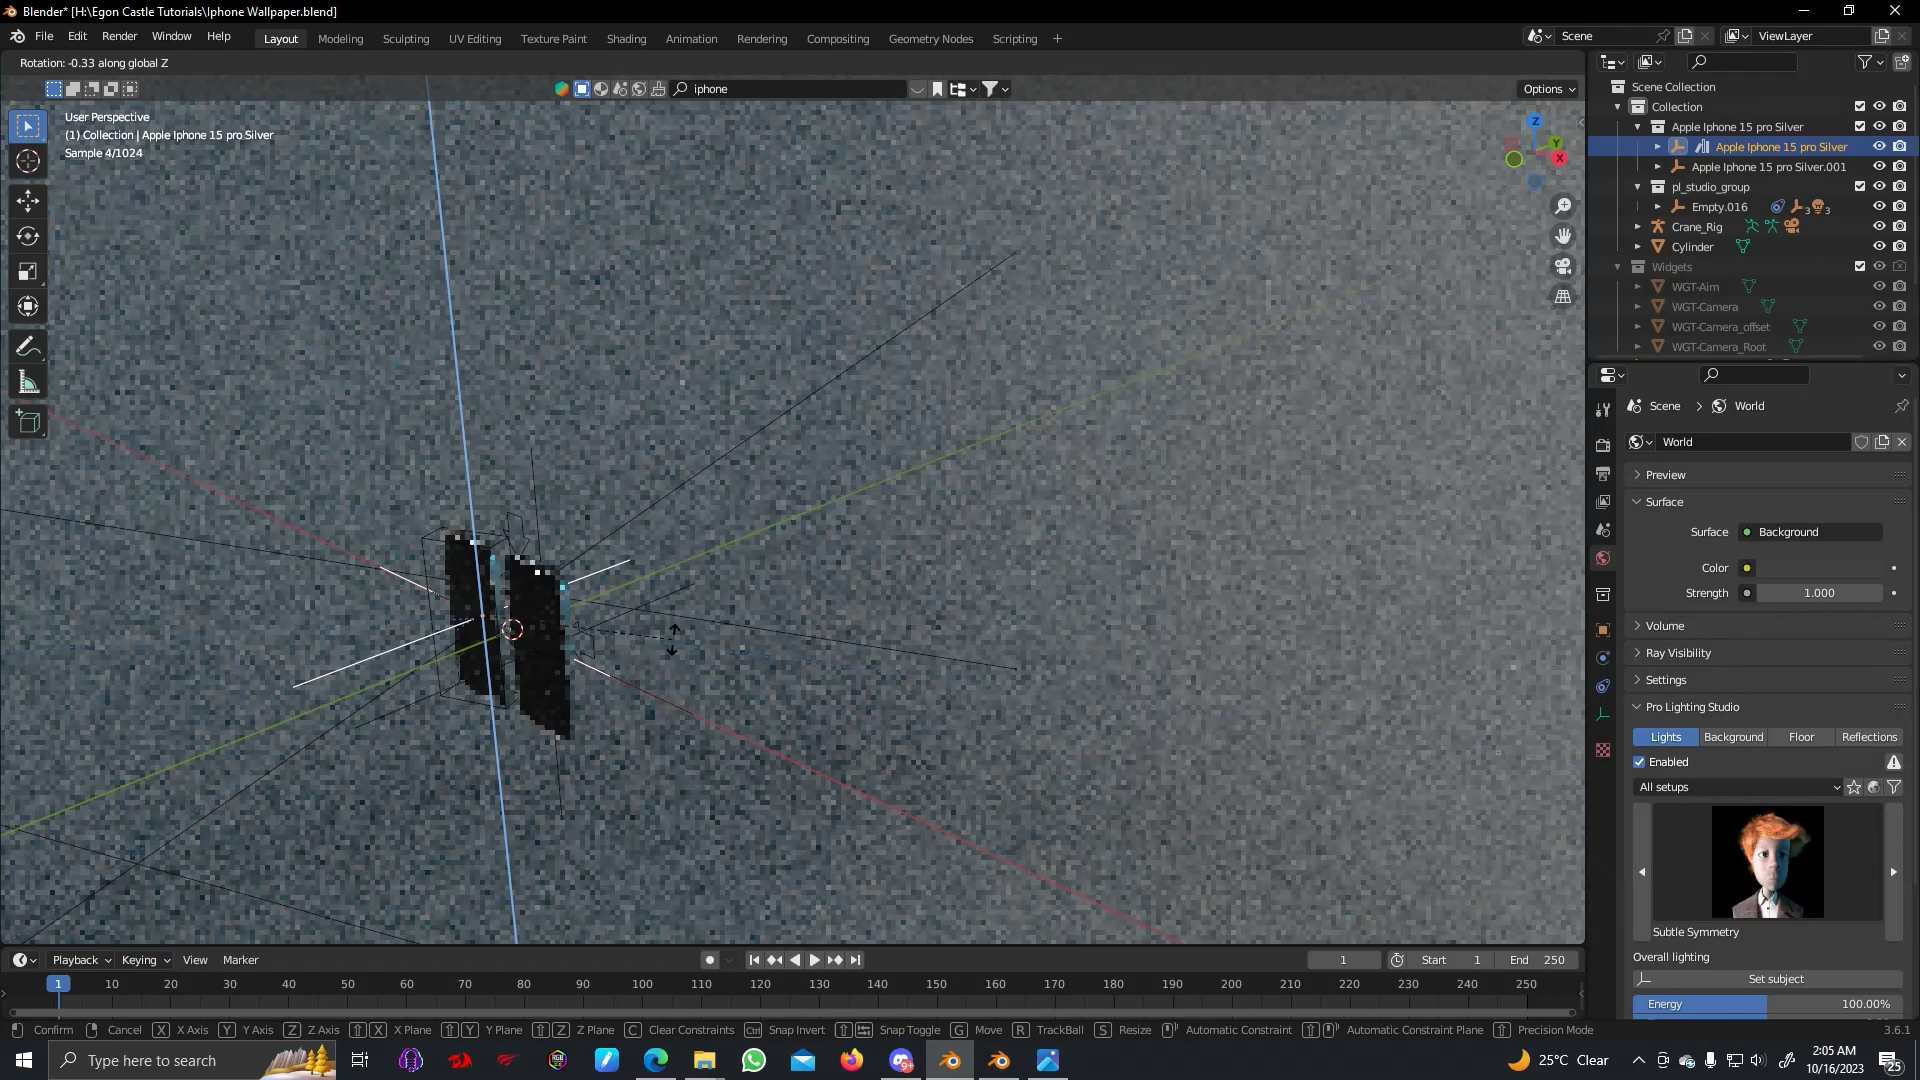 Blender* [H:\Egon Castle Tutorials\Iphone Wallpaper.blend]
File Edit Render Window Help Layout Modeling Sculpting UV Editing Texture Paint Shading Animation Rendering Compositing Geometry Nodes Scripting + Scene ViewLayer
Rotation: -0.33 along global Z
iphone Options
User Perspective
(1) Collection | Apple Iphone 15 pro Silver
Sample 4/1024
Z
Y
X
Scene Collection
Collection
Apple Iphone 15 pro Silver
Apple Iphone 15 pro Silver
Apple Iphone 15 pro Silver.001
pl_studio_group
Empty.016 3 3
Crane_Rig
Cylinder
Widgets
WGT-Aim
WGT-Camera
WGT-Camera_offset
WGT-Camera_Root
Scene > World
World
Preview
Surface
Surface Background
Color
Strength 1.000
Volume
Ray Visibility
Settings
Pro Lighting Studio
Lights Background Floor Reflections
Enabled
All setups
Subtle Symmetry
Overall lighting
Set subject
Energy 100.00%
Playback Keying View Marker 1 Start 1 End 250
1 10 20 30 40 50 60 70 80 90 100 110 120 130 140 150 160 170 180 190 200 210 220 230 240 250
Confirm Cancel X X Axis Y Y Axis Z Z Axis X X Plane Y Y Plane Z Z Plane C Clear Constraints Ctrl Snap Invert Snap Toggle G Move R TrackBall S Resize Automatic Constraint Automatic Constraint Plane Precision Mode 3.6.1
Type here to search 9+ 25°C Clear 2:05 AM
10/16/2023 25